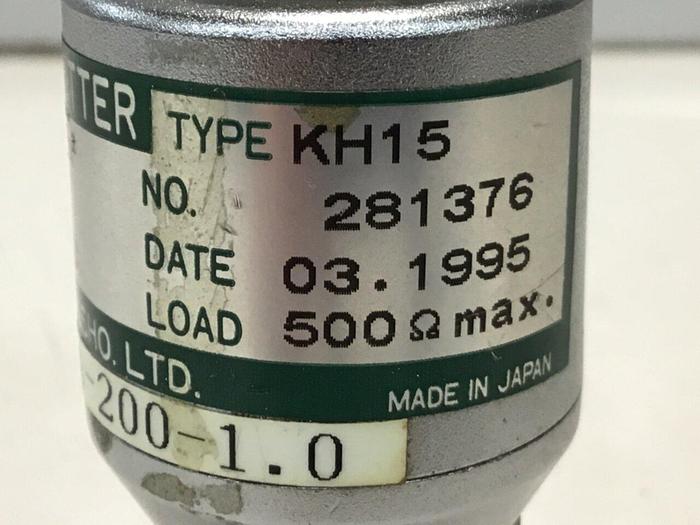 TTER
TYPE KH15
NO. 281376
DATE 03.1995
LOAD 500Ω max.
SHO. LTD.
MADE IN JAPAN
-200-1.0